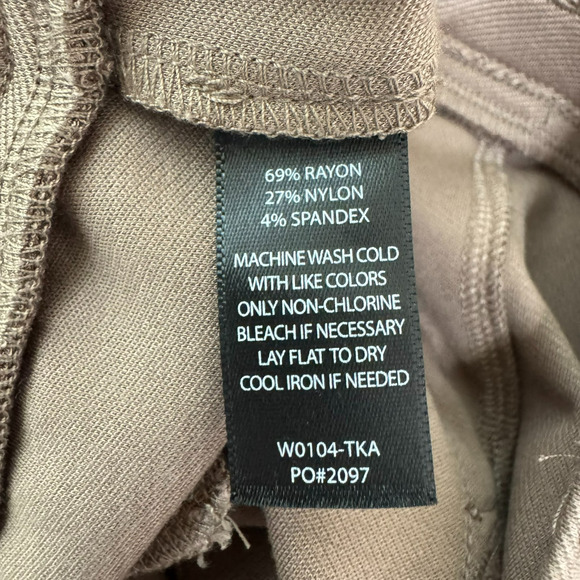 69% RAYON
27% NYLON
4% SPANDEX
MACHINE WASH COLD
WITH LIKE COLORS
ONLY NON-CHLORINE
BLEACH IF NECESSARY
LAY FLAT TO DRY
COOL IRON IF NEEDED
W0104-TKA
PO#2097